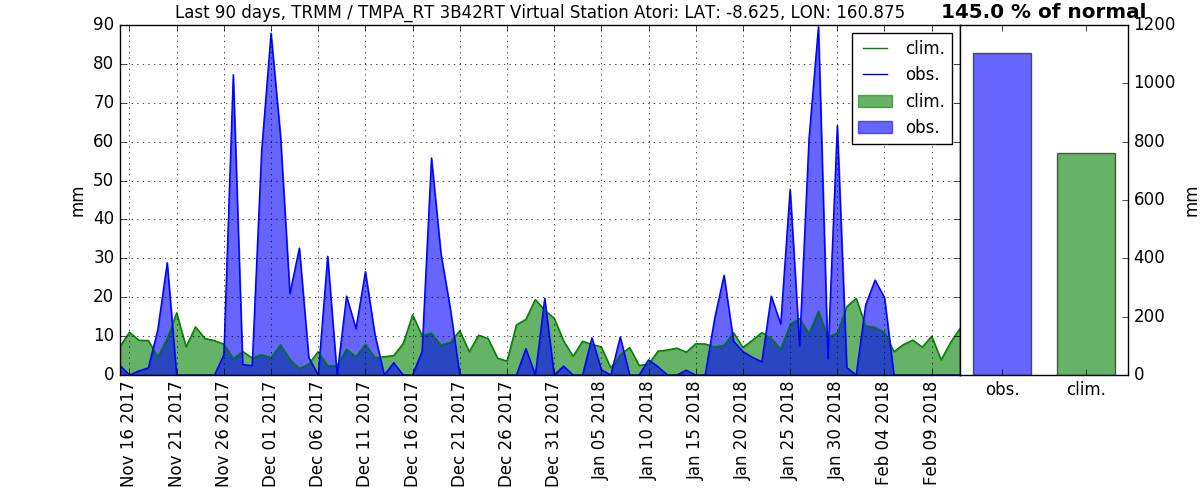 Last 90 days, TRMM / TMPA_RT 3B42RT Virtual Station Atori: LAT: -8.625, LON: 160.875
145.0 % of normal
90
80
70
60
50
40
30
20
10
0
mm
clim.
obs.
clim.
obs.
Nov 16 2017
Nov 21 2017
Nov 26 2017
Dec 01 2017
Dec 06 2017
Dec 11 2017
Dec 16 2017
Dec 21 2017
Dec 26 2017
Dec 31 2017
Jan 05 2018
Jan 10 2018
Jan 15 2018
Jan 20 2018
Jan 25 2018
Jan 30 2018
Feb 04 2018
Feb 09 2018
1200
1000
800
600
400
200
0
mm
obs.
clim.